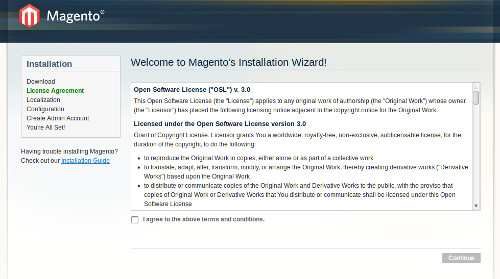 Magento®
Installation
Download
License Agreement
Localization
Configuration
Create Admin Account
You're All Set!
Having trouble installing Magento?
Check out our Installation Guide
Welcome to Magento's Installation Wizard!
Open Software License ("OSL") v. 3.0
This Open Software License (the "License") applies to any original work of authorship (the "Original Work") whose owner
(the "Licensor") has placed the following licensing notice adjacent to the copyright notice for the Original Work
Licensed under the Open Software License version 3.0
Grant of Copyright License. Licensor grants You a worldwide, royalty-free, non-exclusive, sublicensable license, for the
duration of the copyright, to do the following:
• to reproduce the Original Work in copies, either alone or as part of a collective work
• to translate, adapt, alter, transform, modify, or arrange the Original Work, thereby creating derivative works ("Derivative
Works") based upon the Original Work
• to distribute or communicate copies of the Original Work and Derivative Works to the public, with the proviso that
copies of Original Work or Derivative Works that You distribute or communicate shall be licensed under this Open
Software License
I agree to the above terms and conditions.
Continue